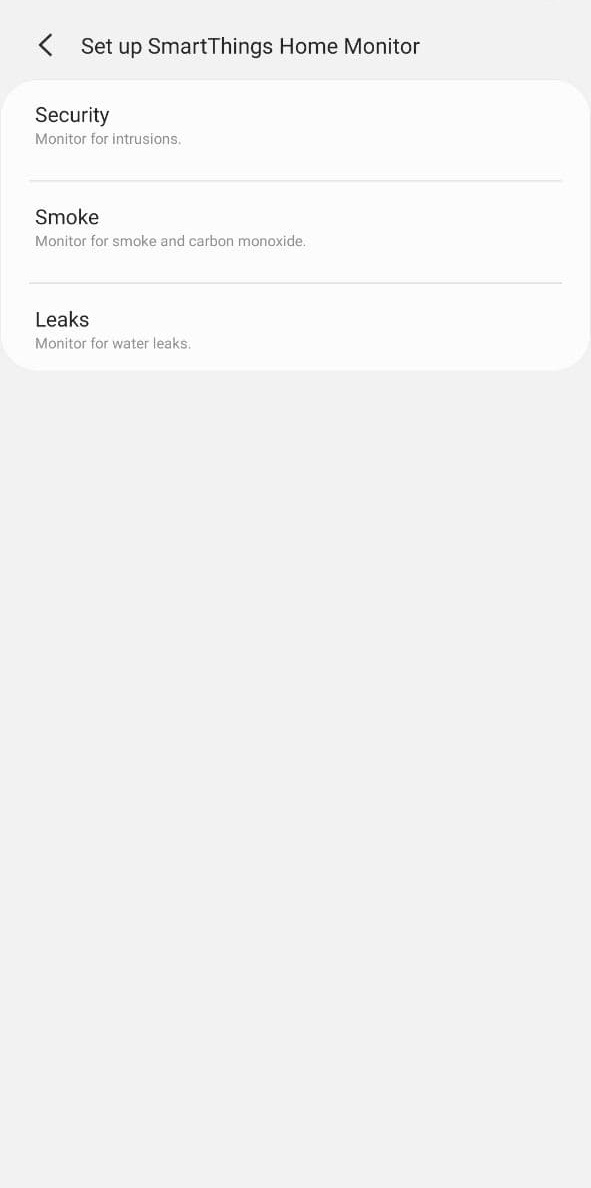 Set up SmartThings Home Monitor
Security
Monitor for intrusions.
Smoke
Monitor for smoke and carbon monoxide.
Leaks
Monitor for water leaks.